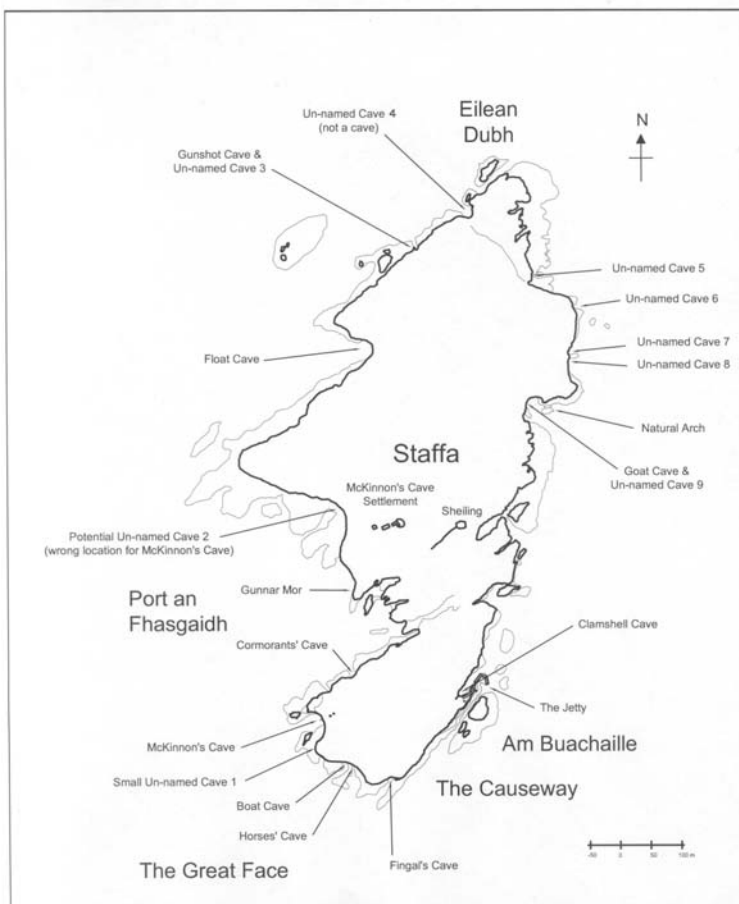 Un-named Cave 4
(not a cave)
Eilean
Dubh
N
Gunshot Cave &
Un-named Cave 3
Un-named Cave 5
Un-named Cave 6
Un-named Cave 7
Float Cave
Un-named Cave 8
Natural Arch
Staffa
Goat Cave &
Un-named Cave 9
McKinnon's Cave
Settlement
Sheiling
Potential Un-named Cave 2
(wrong location for McKinnon's Cave)
Gunnar Mor
Port an
Fhasgaidh
Clamshell Cave
Cormorants' Cave
The Jetty
McKinnon's Cave
Am Buachaille
Small Un-named Cave 1
The Causeway
Boat Cave
Horses' Cave
Fingal's Cave
The Great Face
-50 0 50 100 m